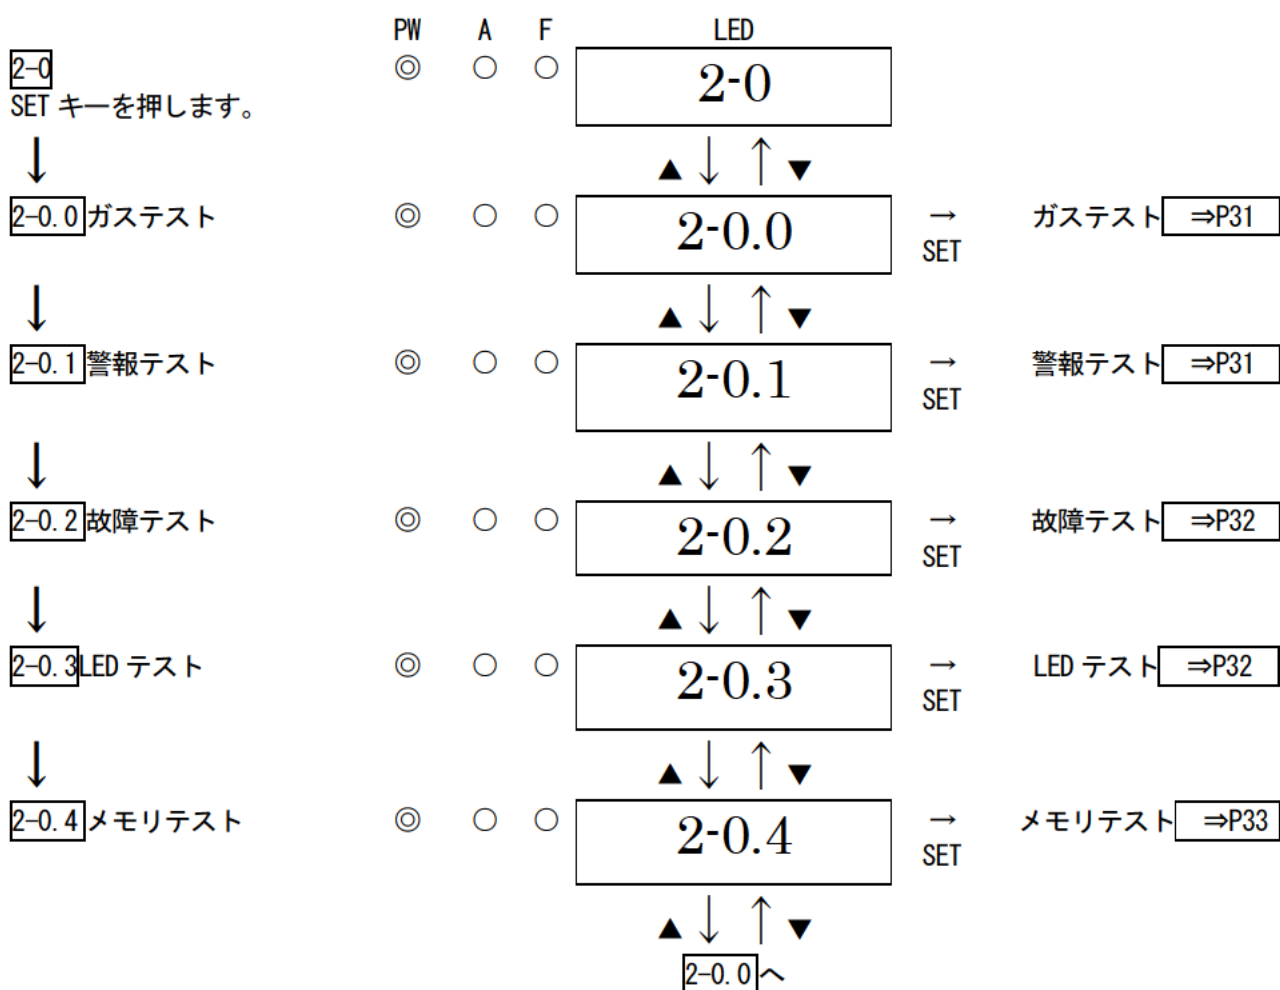 PW A F LED
2-0 ◎ ○ ○ 2-0
SET キーを押します。
↓ ▲ ↓ ↑ ▼
2-0.0 ガステスト ◎ ○ ○ 2-0.0 → ガステスト ⇒P31
SET
↓ ▲ ↓ ↑ ▼
2-0.1 警報テスト ◎ ○ ○ 2-0.1 → 警報テスト ⇒P31
SET
↓ ▲ ↓ ↑ ▼
2-0.2 故障テスト ◎ ○ ○ 2-0.2 → 故障テスト ⇒P32
SET
↓ ▲ ↓ ↑ ▼
2-0.3 LED テスト ◎ ○ ○ 2-0.3 → LED テスト ⇒P32
SET
↓ ▲ ↓ ↑ ▼
2-0.4 メモリテスト ◎ ○ ○ 2-0.4 → メモリテスト ⇒P33
SET
▲ ↓ ↑ ▼
2-0.0 へ